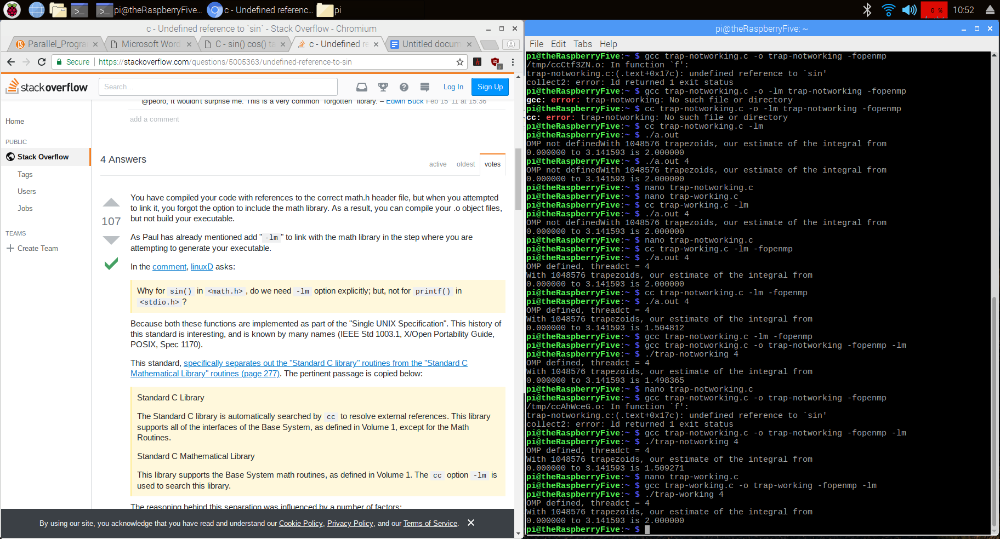 pi@theRaspberryFive...
c - Undefined referenc...
pi
0 %
10:52
c - Undefined reference to `sin` - Stack Overflow - Chromium
Parallel_Progra
Microsoft Word
C - sin() cos() ta
c - Undefined re
Untitled docum
Secure
https://stackoverflow.com/questions/5005363/undefined-reference-to-sin
3
stackoverflow
Search...
Log In
Sign Up
@peoro, it wouldn't surprise me. This is a very common "forgotten" library. – Edwin Buck Feb 15 '11 at 15:36
add a comment
Home
PUBLIC
Stack Overflow
Tags
Users
Jobs
TEAMS
Create Team
4 Answers
active
oldest
votes
107
You have compiled your code with references to the correct math.h header file, but when you attempted
to link it, you forgot the option to include the math library. As a result, you can compile your .o object files,
but not build your executable.
As Paul has already mentioned add "-lm" to link with the math library in the step where you are
attempting to generate your executable.
In the comment, linuxD asks:
Why for sin() in <math.h>, do we need -lm option explicitly; but, not for printf() in
<stdio.h>?
Because both these functions are implemented as part of the "Single UNIX Specification". This history of
this standard is interesting, and is known by many names (IEEE Std 1003.1, X/Open Portability Guide,
POSIX, Spec 1170).
This standard, specifically separates out the "Standard C library" routines from the "Standard C
Mathematical Library" routines (page 277). The pertinent passage is copied below:
Standard C Library
The Standard C library is automatically searched by cc to resolve external references. This library
supports all of the interfaces of the Base System, as defined in Volume 1, except for the Math
Routines.
Standard C Mathematical Library
This library supports the Base System math routines, as defined in Volume 1. The cc option -lm is
used to search this library.
The reasoning behind this separation was influenced by a number of factors:
By using our site, you acknowledge that you have read and understand our Cookie Policy, Privacy Policy, and our Terms of Service.
pi@theRaspberryFive: ~
File Edit Tabs Help
pi@theRaspberryFive:~ $ gcc trap-notworking.c -o trap-notworking -fopenmp
/tmp/ccCtf3ZN.o: In function `f':
trap-notworking.c:(.text+0x17c): undefined reference to `sin'
collect2: error: ld returned 1 exit status
pi@theRaspberryFive:~ $ gcc trap-notworking.c -o -lm trap-notworking -fopenmp
gcc: error: trap-notworking: No such file or directory
pi@theRaspberryFive:~ $ cc trap-notworking.c -o -lm trap-notworking -fopenmp
cc: error: trap-notworking: No such file or directory
pi@theRaspberryFive:~ $ cc trap-notworking.c -lm
pi@theRaspberryFive:~ $ ./a.out
OMP not definedWith 1048576 trapezoids, our estimate of the integral from
0.000000 to 3.141593 is 2.000000
pi@theRaspberryFive:~ $ ./a.out 4
OMP not definedWith 1048576 trapezoids, our estimate of the integral from
0.000000 to 3.141593 is 2.000000
pi@theRaspberryFive:~ $ nano trap-notworking.c
pi@theRaspberryFive:~ $ nano trap-working.c
pi@theRaspberryFive:~ $ cc trap-working.c -lm
pi@theRaspberryFive:~ $ ./a.out 4
OMP not definedWith 1048576 trapezoids, our estimate of the integral from
0.000000 to 3.141593 is 2.000000
pi@theRaspberryFive:~ $ nano trap-notworking.c
pi@theRaspberryFive:~ $ cc trap-working.c -lm -fopenmp
pi@theRaspberryFive:~ $ ./a.out 4
OMP defined, threadct = 4
With 1048576 trapezoids, our estimate of the integral from
0.000000 to 3.141593 is 2.000000
pi@theRaspberryFive:~ $ cc trap-notworking.c -lm -fopenmp
pi@theRaspberryFive:~ $ ./a.out 4
OMP defined, threadct = 4
With 1048576 trapezoids, our estimate of the integral from
0.000000 to 3.141593 is 1.504812
pi@theRaspberryFive:~ $ gcc trap-notworking.c -lm -fopenmp
pi@theRaspberryFive:~ $ gcc trap-notworking.c -o trap-notworking -fopenmp -lm
pi@theRaspberryFive:~ $ ./trap-notworking 4
OMP defined, threadct = 4
With 1048576 trapezoids, our estimate of the integral from
0.000000 to 3.141593 is 1.498365
pi@theRaspberryFive:~ $ nano trap-notworking.c
pi@theRaspberryFive:~ $ gcc trap-notworking.c -o trap-notworking -fopenmp
/tmp/ccAhWceG.o: In function `f':
trap-notworking.c:(.text+0x17c): undefined reference to `sin'
collect2: error: ld returned 1 exit status
pi@theRaspberryFive:~ $ gcc trap-notworking.c -o trap-notworking -fopenmp -lm
pi@theRaspberryFive:~ $ ./trap-notworking 4
OMP defined, threadct = 4
With 1048576 trapezoids, our estimate of the integral from
0.000000 to 3.141593 is 1.509271
pi@theRaspberryFive:~ $ nano trap-working.c
pi@theRaspberryFive:~ $ gcc trap-working.c -o trap-working -fopenmp -lm
pi@theRaspberryFive:~ $ ./trap-working 4
OMP defined, threadct = 4
With 1048576 trapezoids, our estimate of the integral from
0.000000 to 3.141593 is 2.000000
pi@theRaspberryFive:~ $